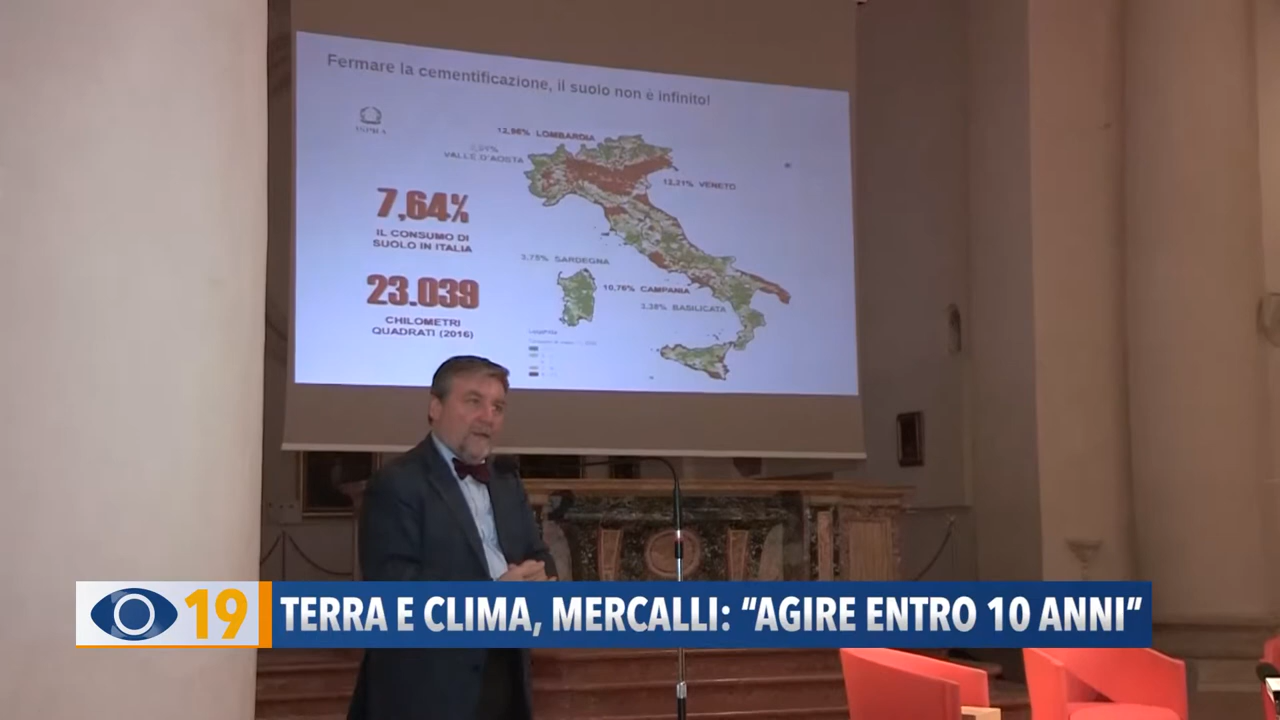 Fermare la cementificazione, il suolo non è infinito!
ISPRA
12,96% LOMBARDIA
VALLE D'AOSTA
12,21% VENETO
7,64%
IL CONSUMO DI
SUOLO IN ITALIA
3,75% SARDEGNA
10,76% CAMPANIA
3,38% BASILICATA
23.039
CHILOMETRI
QUADRATI (2016)
19 TERRA E CLIMA, MERCALLI: “AGIRE ENTRO 10 ANNI”